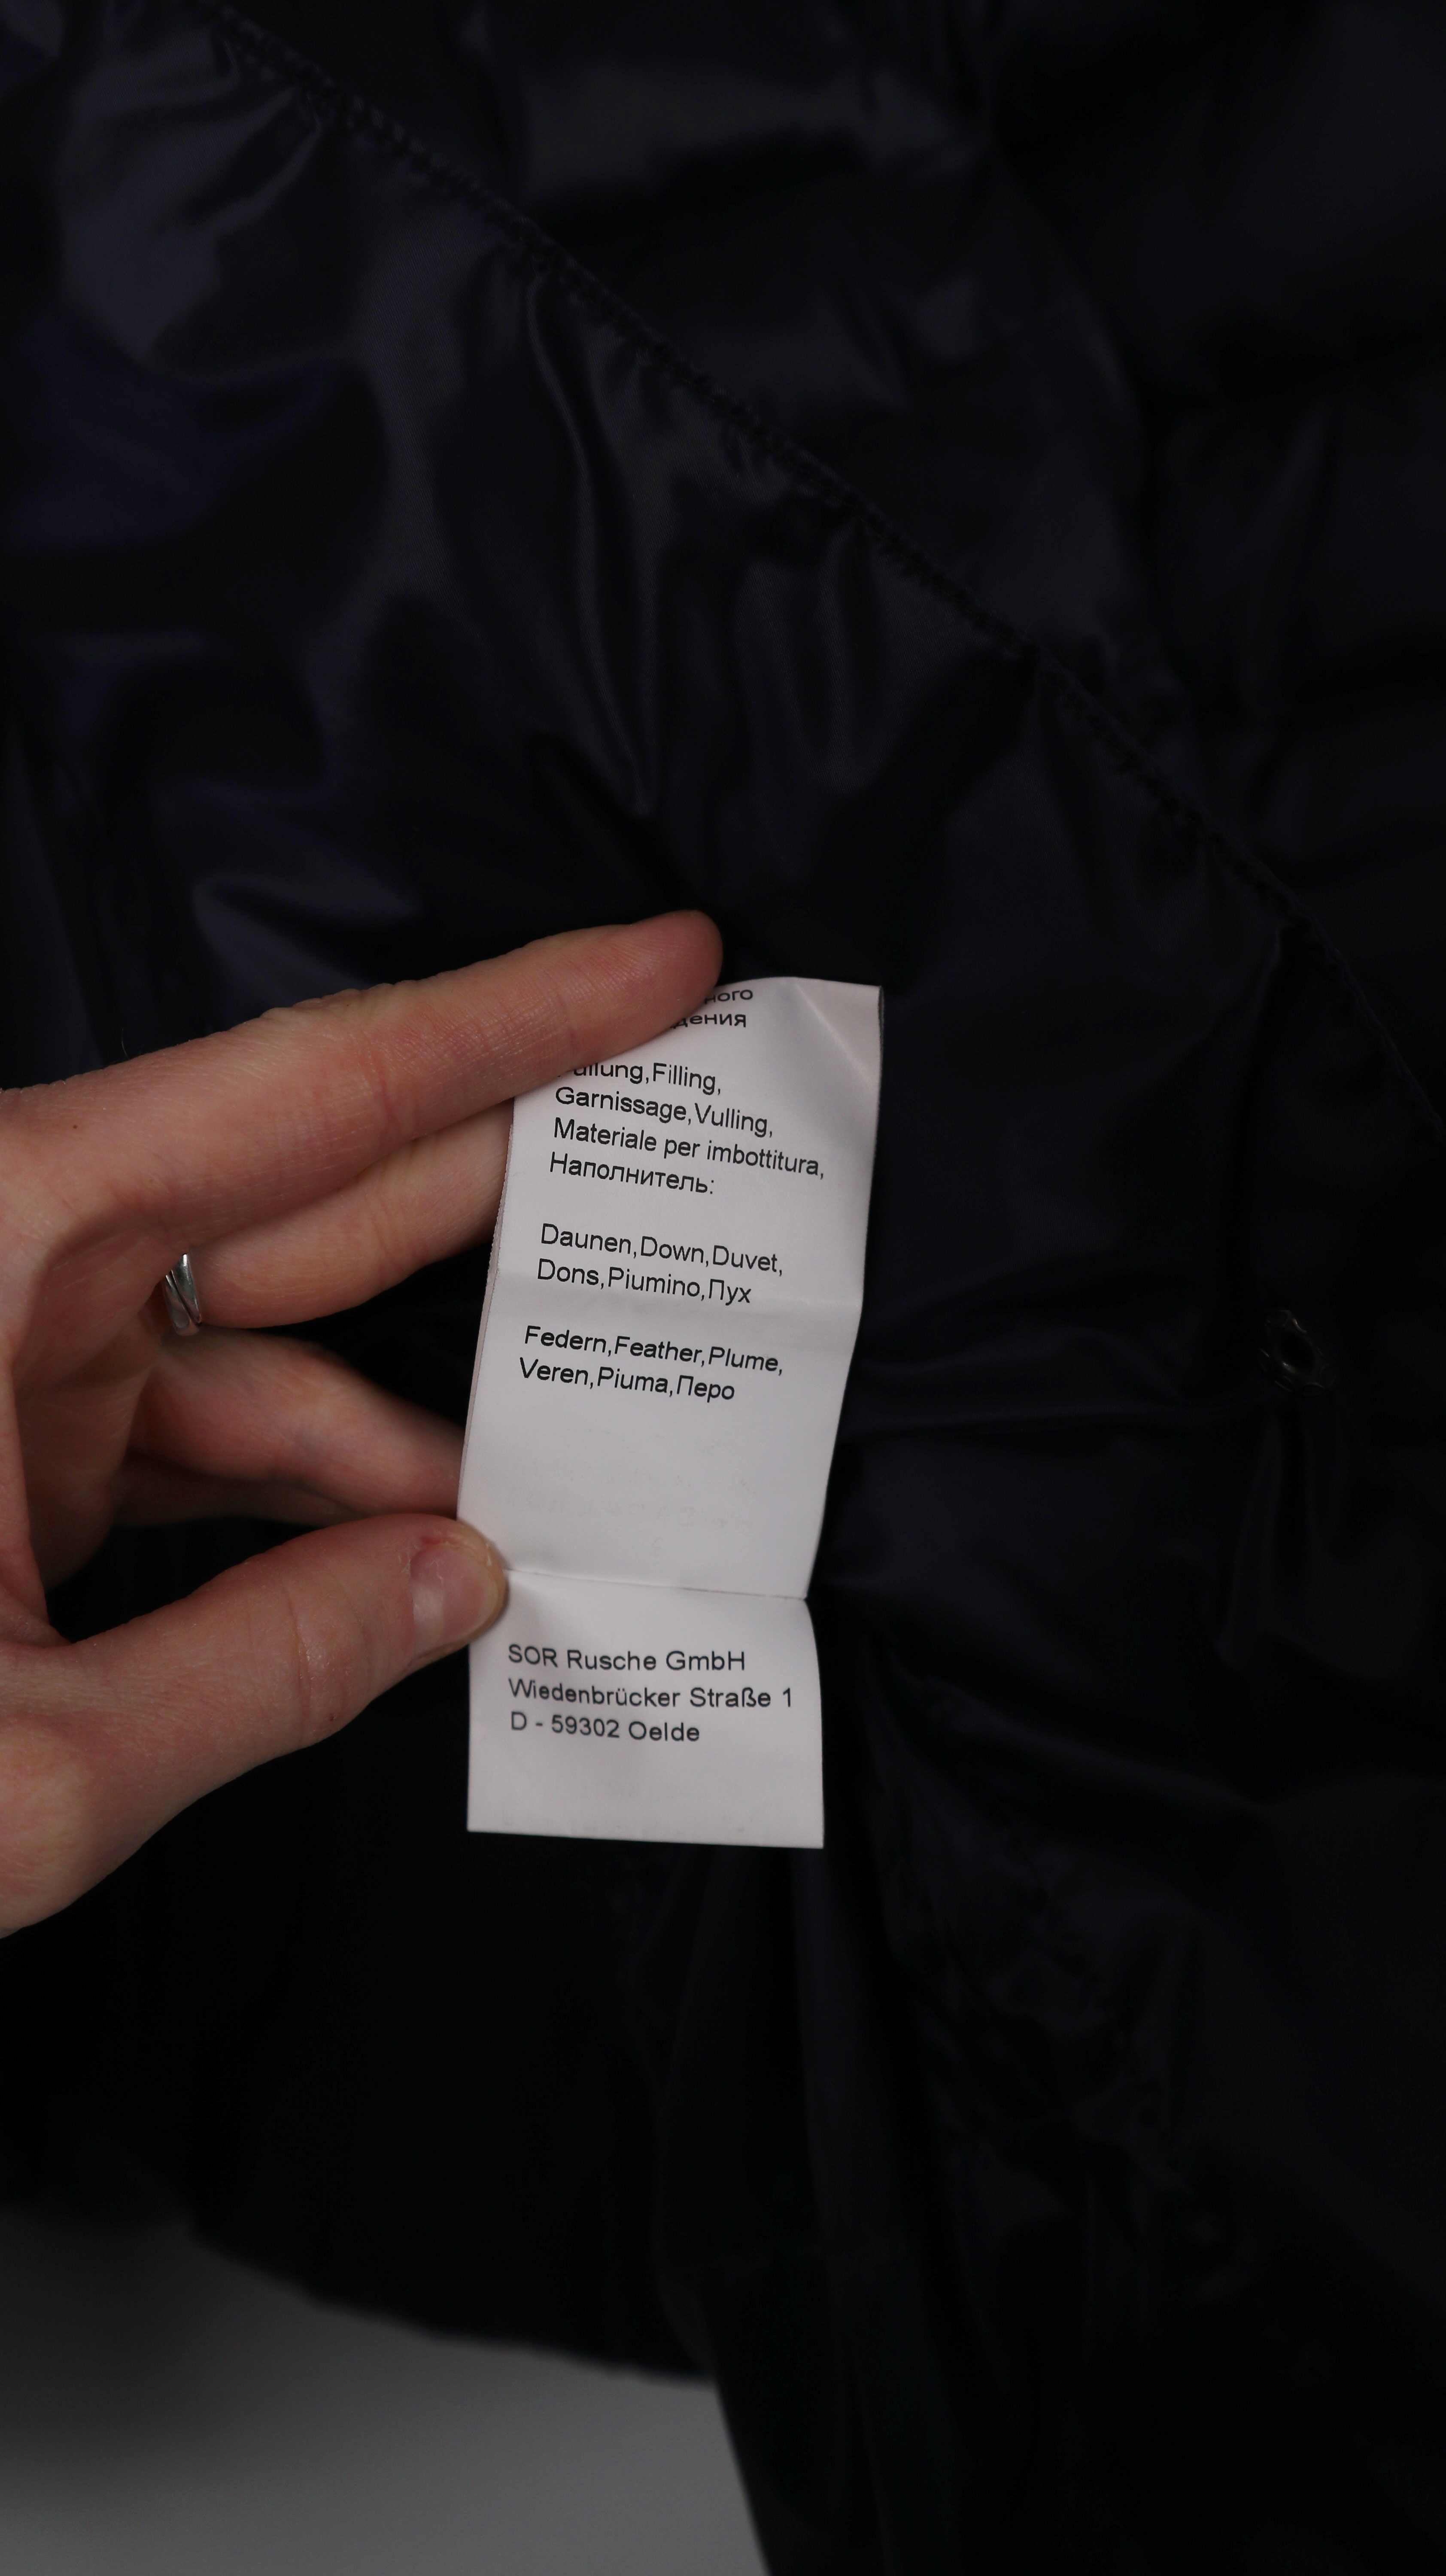 Filling,
Garnissage,Vulling,
Materiale per imbottitura,
Наполнитель:
Daunen,Down,Duvet,
Dons,Piumino,Пух
Federn,Feather,Plume,
Veren,Piuma,Перо
SOR Rusche GmbH
Wiedenbrücker Straße 1
D - 59302 Oelde